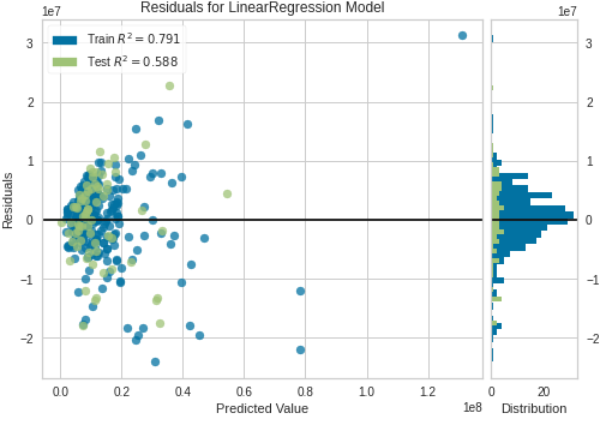 Residuals for LinearRegression Model
1e7
1e7
Train R² = 0.791
Test R² = 0.588
3
2
1
0
−1
−2
3
2
1
0
−1
−2
Residuals
0.0
0.2
0.4
0.6
0.8
1.0
1.2
1e8
0
20
Predicted Value
Distribution